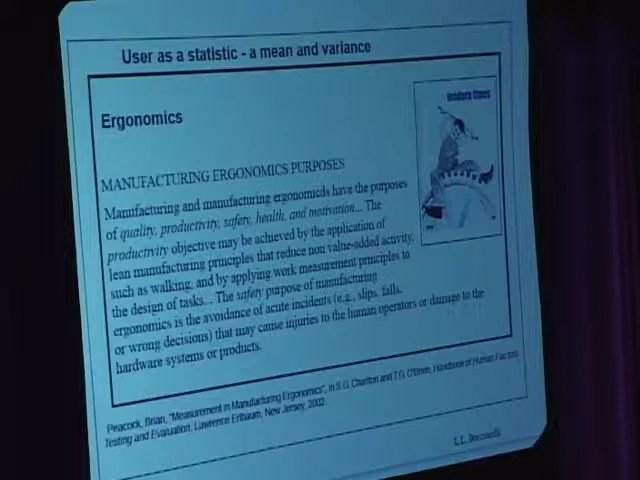 User as a statistic - a mean and variance
Ergonomics
modern times
MANUFACTURING ERGONOMICS PURPOSES
Manufacturing and manufacturing ergonomicds have the purposes
of quality, productivity, safety, health, and motivation... The
productivity objective may be achieved by the application of
lean manufacturing principles that reduce non value-added activity,
such as walking, and by applying work measurement principles to
the design of tasks... The safety purpose of manufacturing
ergonomics is the avoidance of acute incidents (e.g., slips, falls,
or wrong decisions) that may cause injuries to the human operators or damage to the
hardware systems or products.
Peacock, Brian, "Measurement in Manufacturing Ergonomics", in S.G. Charlton and T.G. O'Brien, Handbook of Human Factors
Testing and Evaluation, Lawrence Erlbaum, New Jersey, 2002.